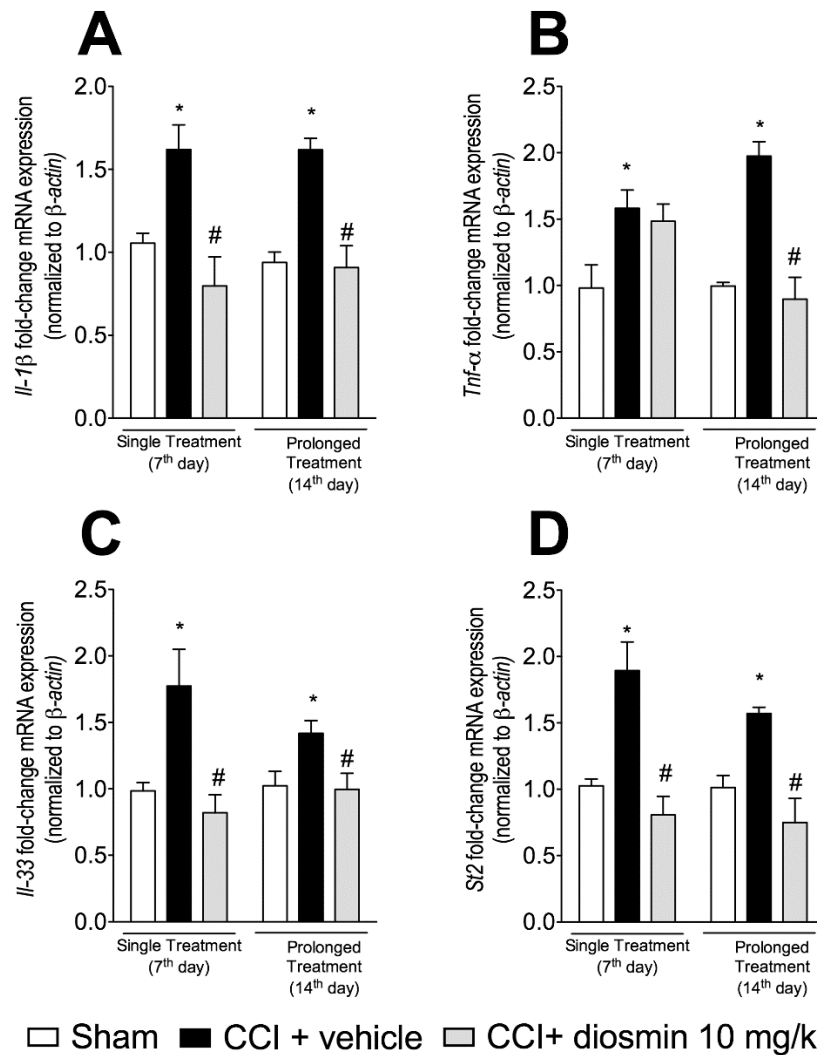 A
Il-1β fold-change mRNA expression
(normalized to β-actin)
2.0
1.5
1.0
0.5
0.0
*
#
*
#
Single Treatment
(7th day)
Prolonged
Treatment
(14th day)
B
Tnf-α fold-change mRNA expression
(normalized to β-actin)
2.5
2.0
1.5
1.0
0.5
0.0
*
*
#
Single Treatment
(7th day)
Prolonged
Treatment
(14th day)
C
Il-33 fold-change mRNA expression
(normalized to β-actin)
2.5
2.0
1.5
1.0
0.5
0.0
*
#
*
#
Single Treatment
(7th day)
Prolonged
Treatment
(14th day)
D
St2 fold-change mRNA expression
(normalized to β-actin)
2.5
2.0
1.5
1.0
0.5
0.0
*
#
*
#
Single Treatment
(7th day)
Prolonged
Treatment
(14th day)
Sham CCI + vehicle CCI+ diosmin 10 mg/k